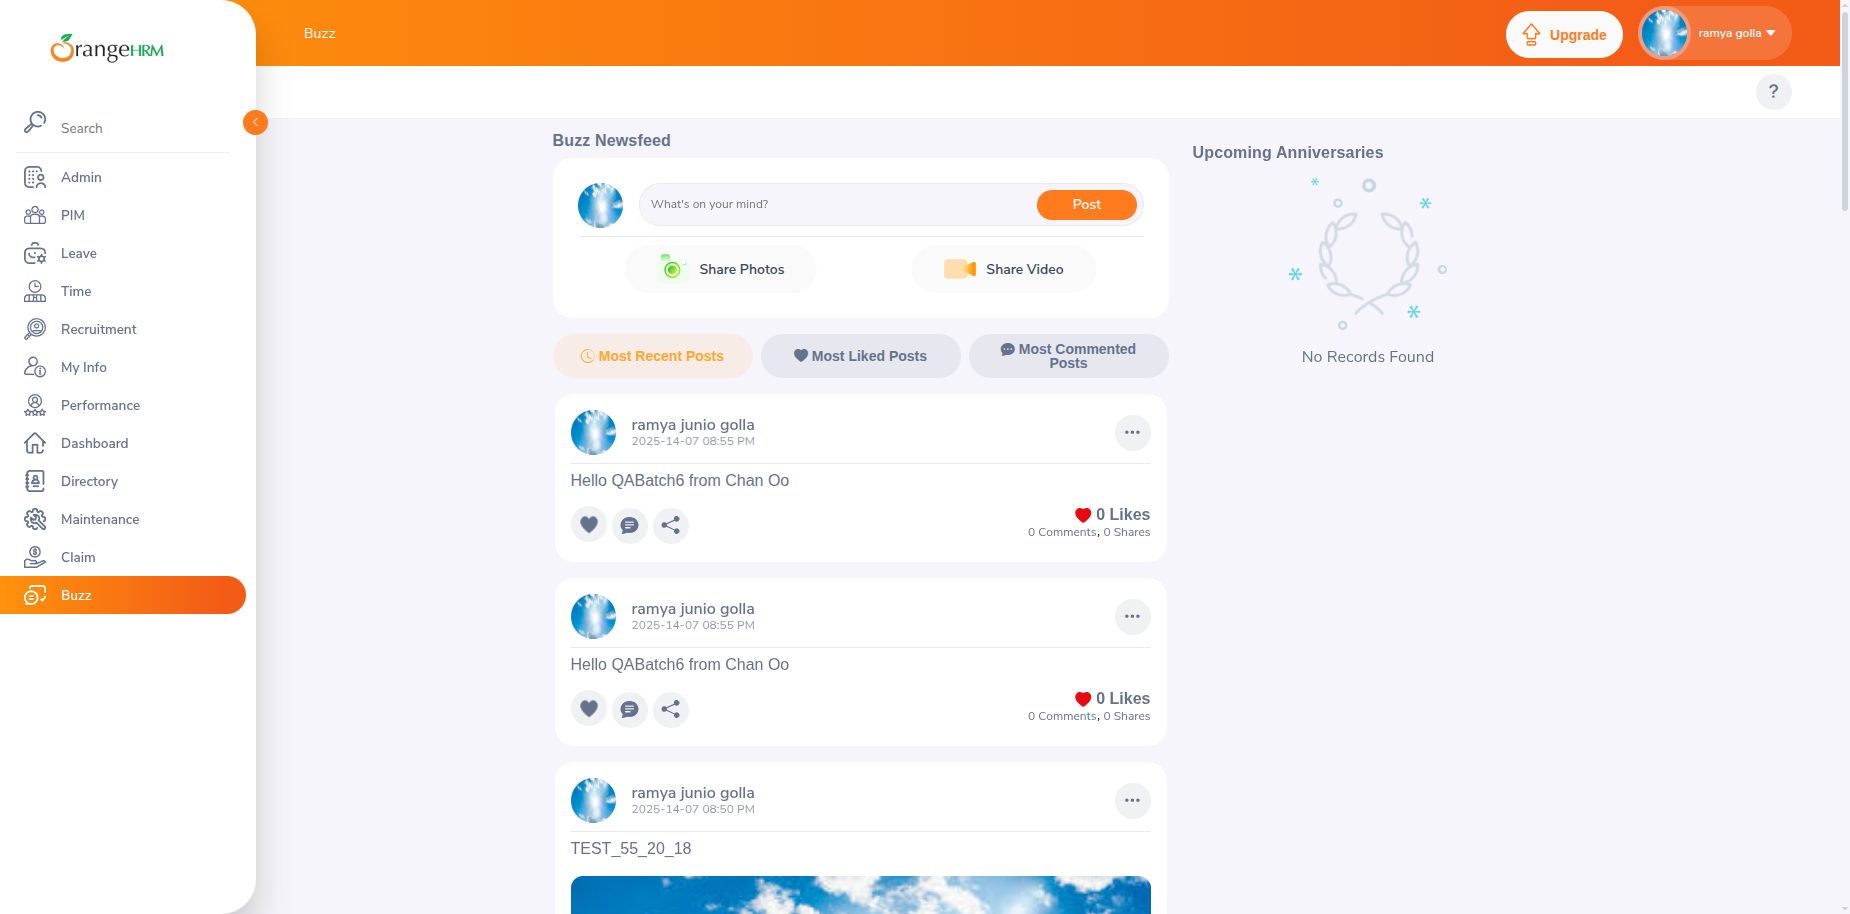 OrangeHRM
Search
Admin
PIM
Leave
Time
Recruitment
My Info
Performance
Dashboard
Directory
Maintenance
Claim
Buzz
Buzz
Upgrade
ramya golla
?
Buzz Newsfeed
What's on your mind?
Post
Share Photos
Share Video
Most Recent Posts
Most Liked Posts
Most Commented
Posts
ramya junio golla
2025-14-07 08:55 PM
Hello QABatch6 from Chan Oo
0 Likes
0 Comments, 0 Shares
ramya junio golla
2025-14-07 08:55 PM
Hello QABatch6 from Chan Oo
0 Likes
0 Comments, 0 Shares
ramya junio golla
2025-14-07 08:50 PM
TEST_55_20_18
Upcoming Anniversaries
No Records Found